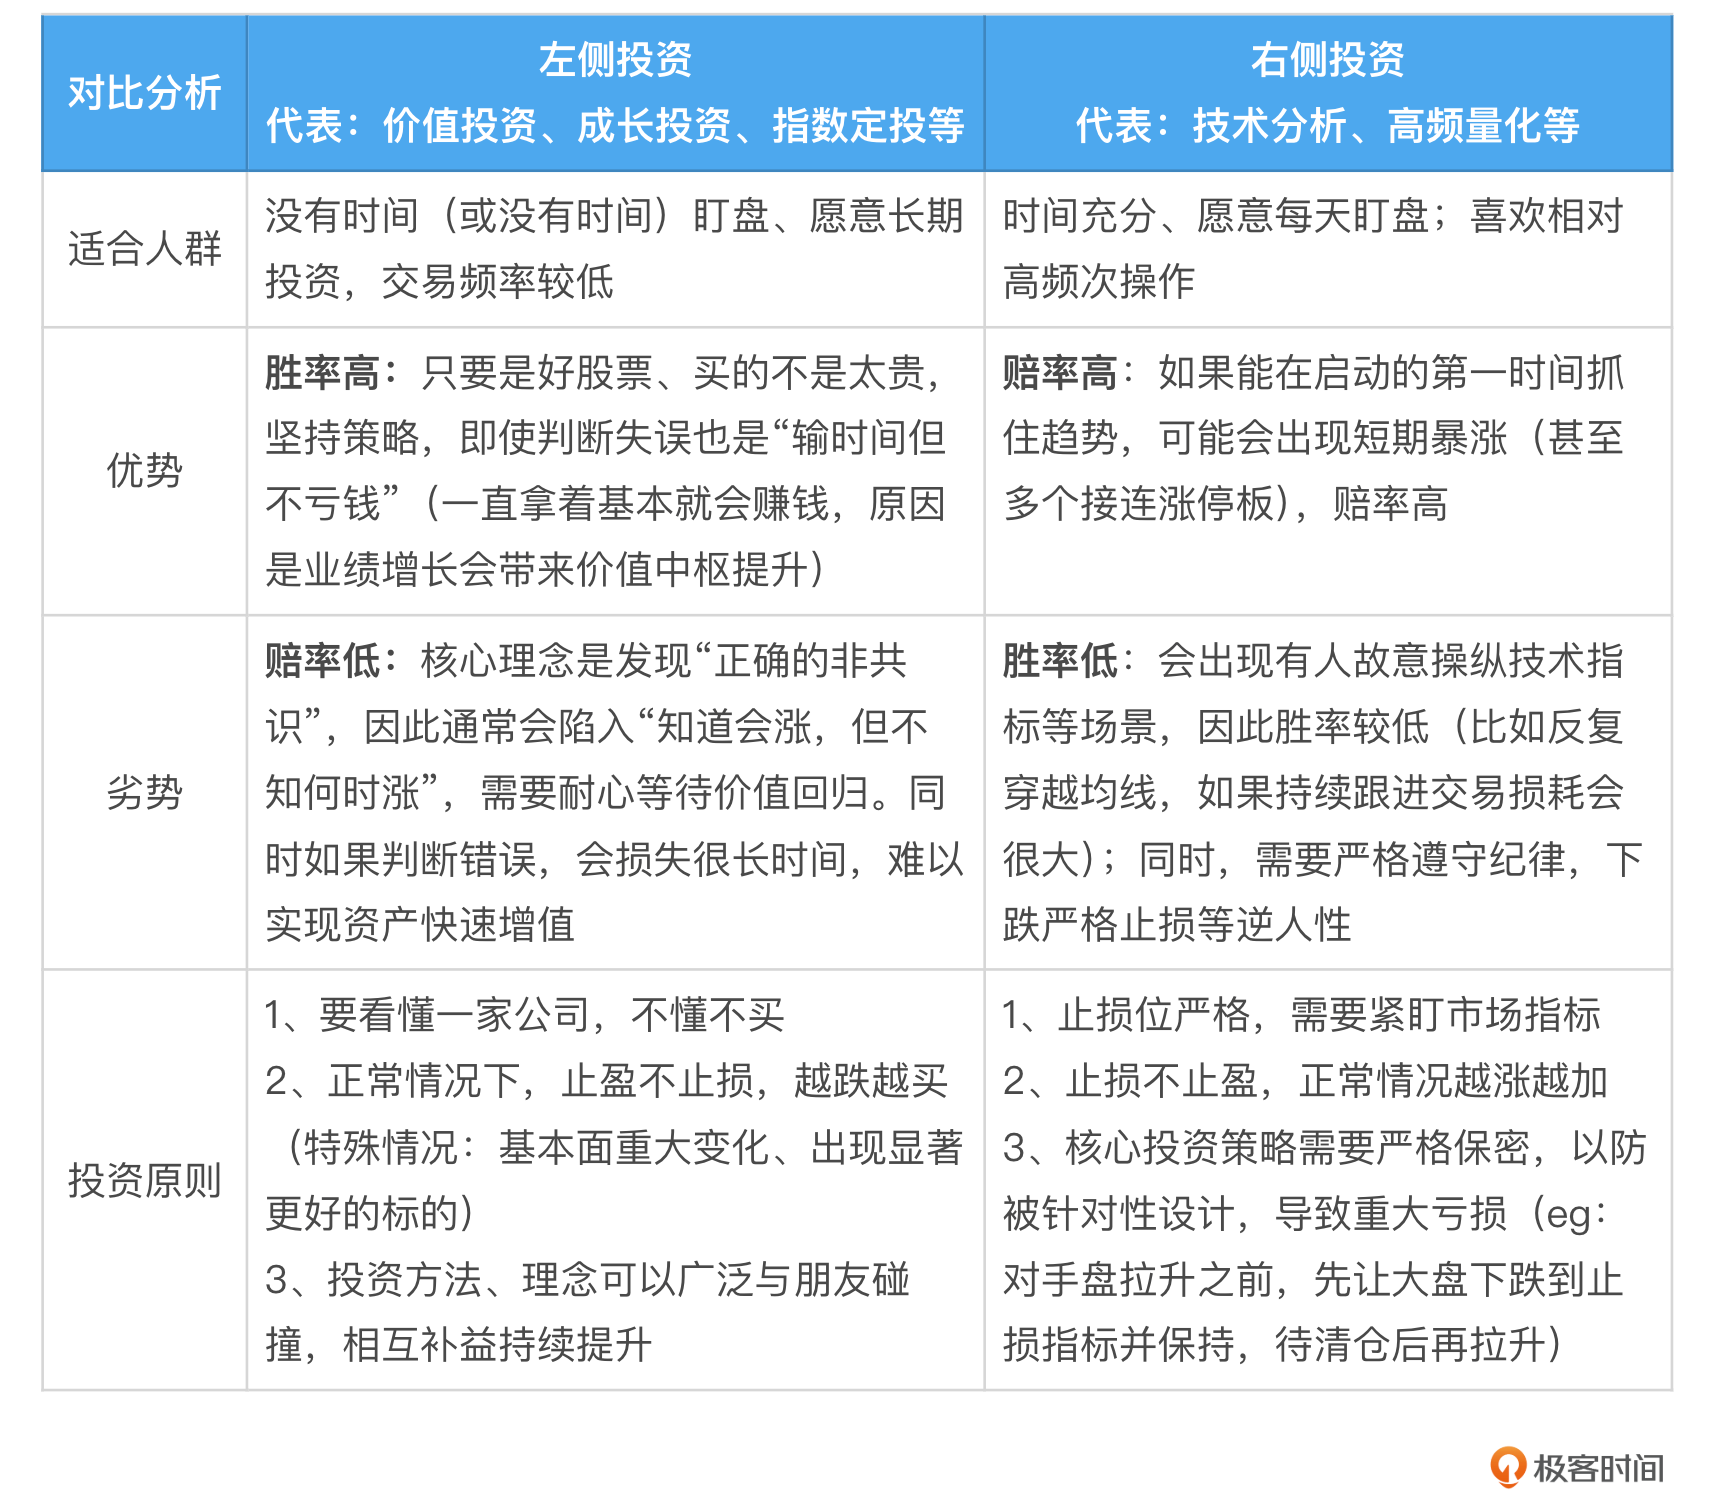 对比分析
左侧投资
代表：价值投资、成长投资、指数定投等
右侧投资
代表：技术分析、高频量化等
适合人群
没有时间（或没有时间）盯盘、愿意长期
投资，交易频率较低
时间充分、愿意每天盯盘；喜欢相对
高频次操作
优势
胜率高：只要是好股票、买的不是太贵，
坚持策略，即使判断失误也是“输时间但
不亏钱”（一直拿着基本就会赚钱，原因
是业绩增长会带来价值中枢提升）
赔率高：如果能在启动的第一时间抓
住趋势，可能会出现短期暴涨（甚至
多个接连涨停板），赔率高
劣势
赔率低：核心理念是发现“正确的非共
识”，因此通常会陷入“知道会涨，但不
知何时涨”，需要耐心等待价值回归。同
时如果判断错误，会损失很长时间，难以
实现资产快速增值
胜率低：会出现有人故意操纵技术指
标等场景，因此胜率较低（比如反复
穿越均线，如果持续跟进交易损耗会
很大）；同时，需要严格遵守纪律，下
跌严格止损等逆人性
投资原则
1、要看懂一家公司，不懂不买
2、正常情况下，止盈不止损，越跌越买
（特殊情况：基本面重大变化、出现显著
更好的标的）
3、投资方法、理念可以广泛与朋友碰
撞，相互补益持续提升
1、止损位严格，需要紧盯市场指标
2、止损不止盈，正常情况越涨越加
3、核心投资策略需要严格保密，以防
被针对性设计，导致重大亏损（eg：
对手盘拉升之前，先让大盘下跌到止
损指标并保持，待清仓后再拉升）
极客时间